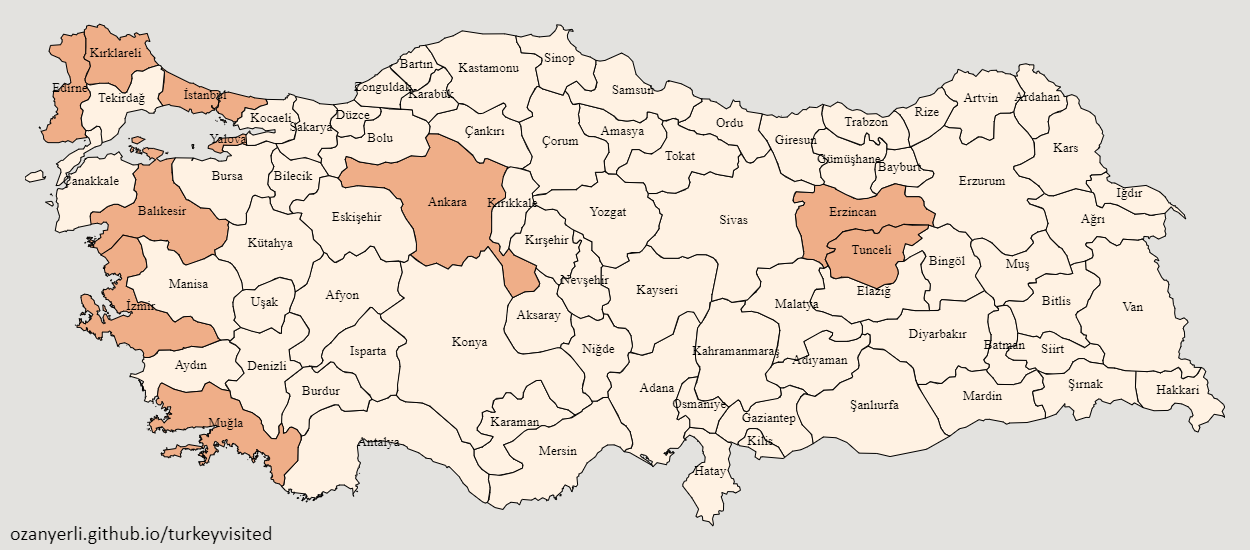 Kırklareli
Edirne
Tekirdağ
İstanbul
Yalova
Kocaeli
Sakarya
Düzce
Bolu
Zonguldak
Bartın
Karabük
Kastamonu
Sinop
Çankırı
Samsun
Çorum
Amasya
Tokat
Ordu
Giresun
Trabzon
Gümüşhane
Bayburt
Rize
Artvin
Ardahan
Kars
Iğdır
Ağrı
Erzurum
Erzincan
Tunceli
Bingöl
Muş
Bitlis
Van
Çanakkale
Balıkesir
Bursa
Bilecik
Eskişehir
Kütahya
Ankara
Kırıkkale
Kırşehir
Yozgat
Sivas
Nevşehir
Kayseri
Malatya
Elazığ
Manisa
İzmir
Uşak
Afyon
Aksaray
Konya
Niğde
Kahramanmaraş
Adıyaman
Diyarbakır
Batman
Siirt
Şırnak
Hakkari
Mardin
Şanlıurfa
Aydın
Denizli
Isparta
Burdur
Muğla
Antalya
Karaman
Mersin
Adana
Osmaniye
Gaziantep
Kilis
Hatay
ozanyerli.github.io/turkeyvisited